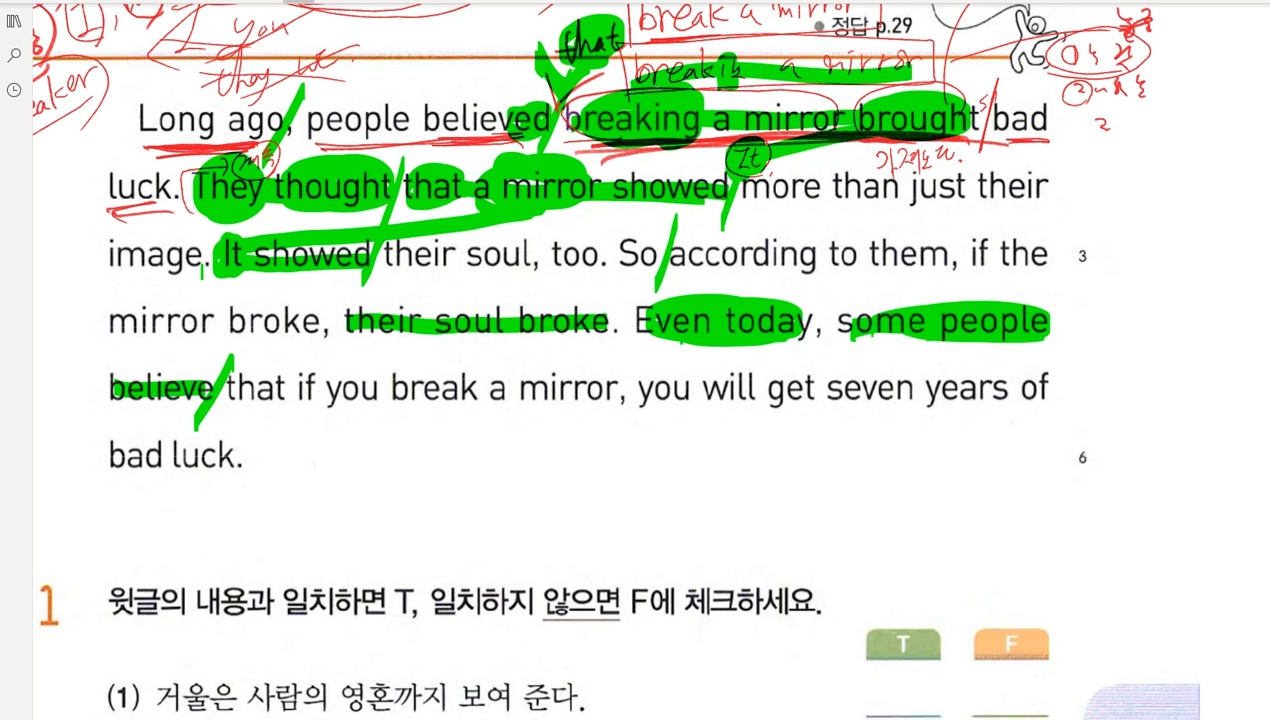 break a mirror
정답 p.29
you
that
breaking a mirror
Long ago, people believed breaking a mirror brought bad
It
luck. They thought that a mirror showed more than just their
image. It showed their soul, too. So according to them, if the
3
mirror broke, their soul broke. Even today, some people
believe that if you break a mirror, you will get seven years of
bad luck.
6
1 윗글의 내용과 일치하면 T, 일치하지 않으면 F에 체크하세요.
T F
(1) 거울은 사람의 영혼까지 보여 준다.